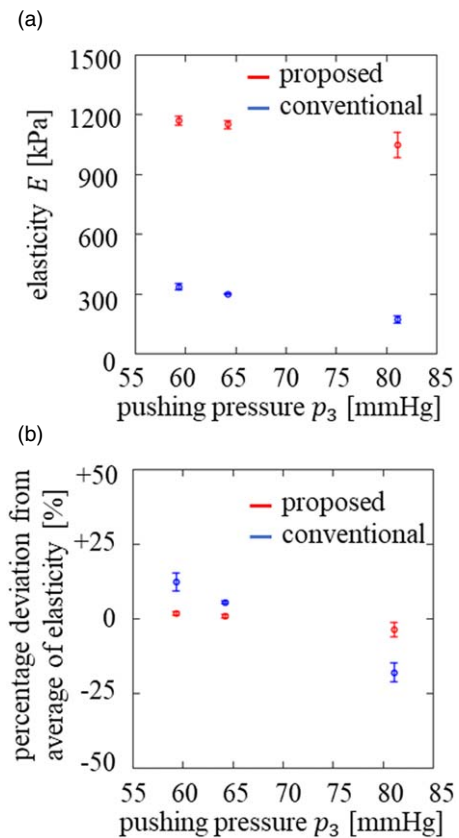 (a)
1500
1200
900
600
300
0
elasticity E [kPa]
proposed
conventional
55 60 65 70 75 80 85
pushing pressure p₃ [mmHg]
(b)
+50
+25
0
-25
-50
percentage deviation from
average of elasticity [%]
proposed
conventional
55 60 65 70 75 80 85
pushing pressure p₃ [mmHg]